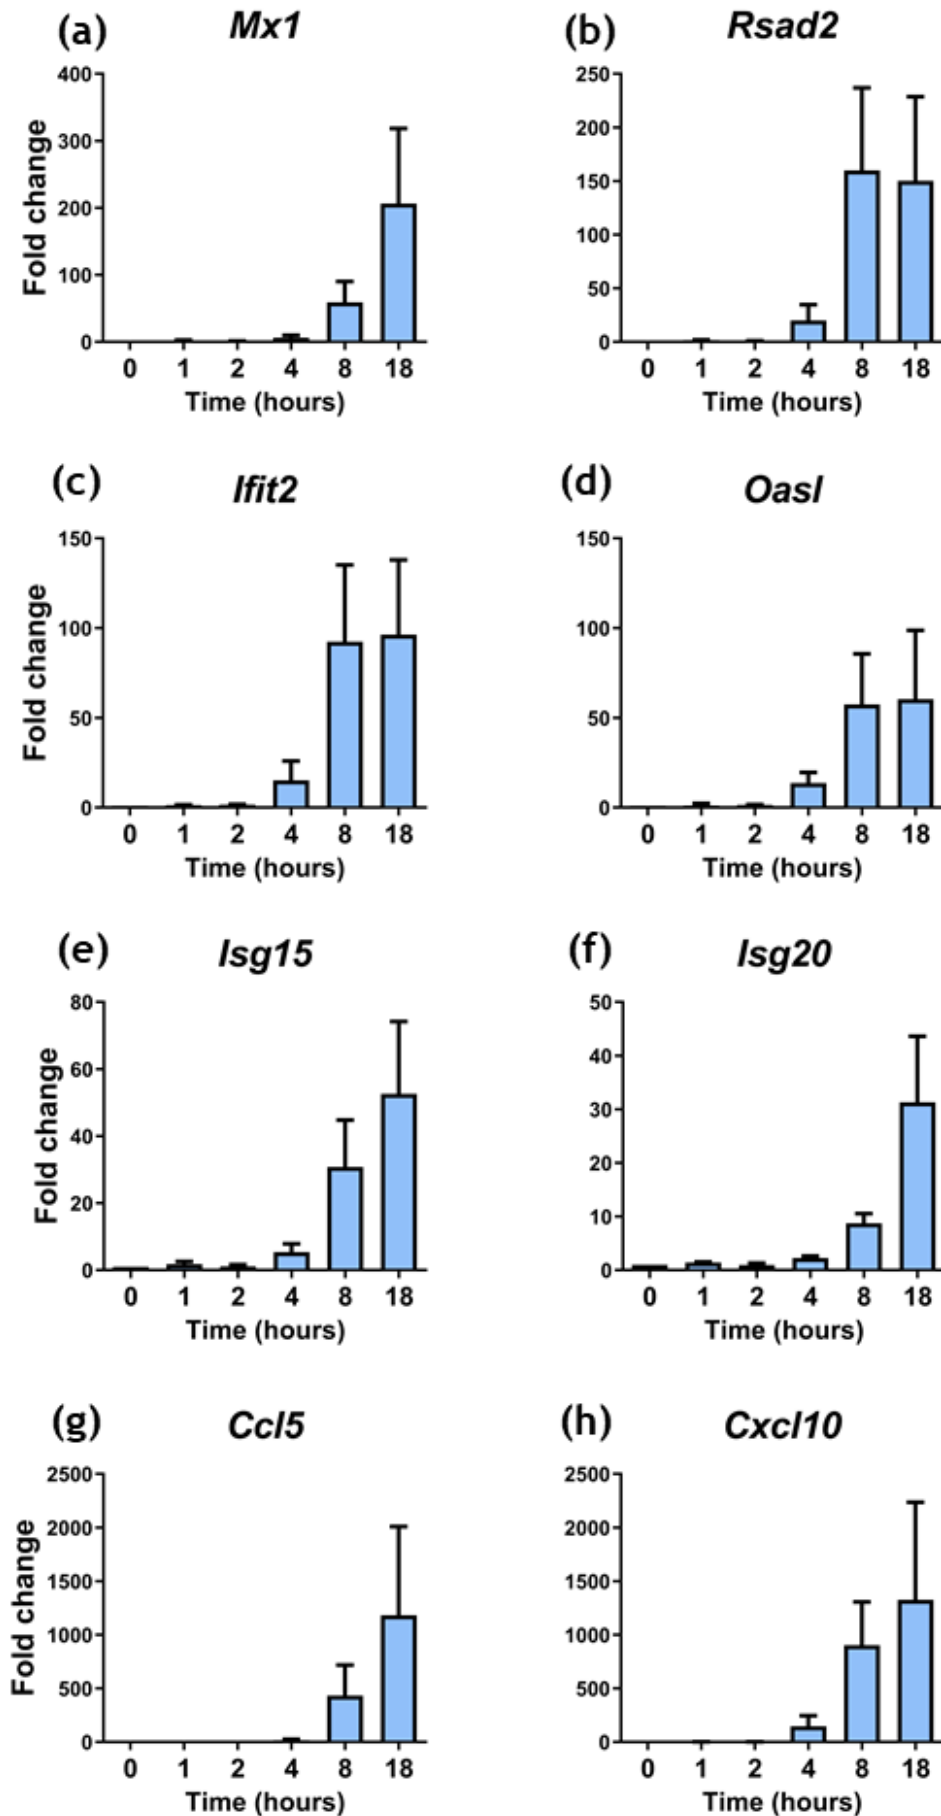 (a) Mx1
400
300
200
100
0
Fold change
0 1 2 4 8 18
Time (hours)
(b) Rsad2
250
200
150
100
50
0
0 1 2 4 8 18
Time (hours)
(c) Ifit2
150
100
50
0
Fold change
0 1 2 4 8 18
Time (hours)
(d) Oasl
150
100
50
0
0 1 2 4 8 18
Time (hours)
(e) Isg15
80
60
40
20
0
Fold change
0 1 2 4 8 18
Time (hours)
(f) Isg20
50
40
30
20
10
0
0 1 2 4 8 18
Time (hours)
(g) Ccl5
2500
2000
1500
1000
500
0
Fold change
0 1 2 4 8 18
Time (hours)
(h) Cxcl10
2500
2000
1500
1000
500
0
0 1 2 4 8 18
Time (hours)